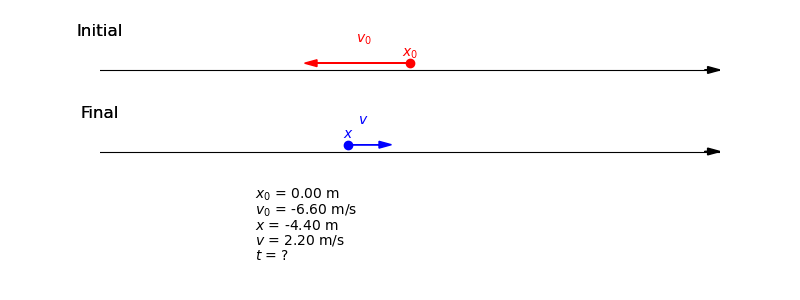 Initial
v₀
x₀
Final
v
x
x₀ = 0.00 m
v₀ = -6.60 m/s
x = -4.40 m
v = 2.20 m/s
t = ?